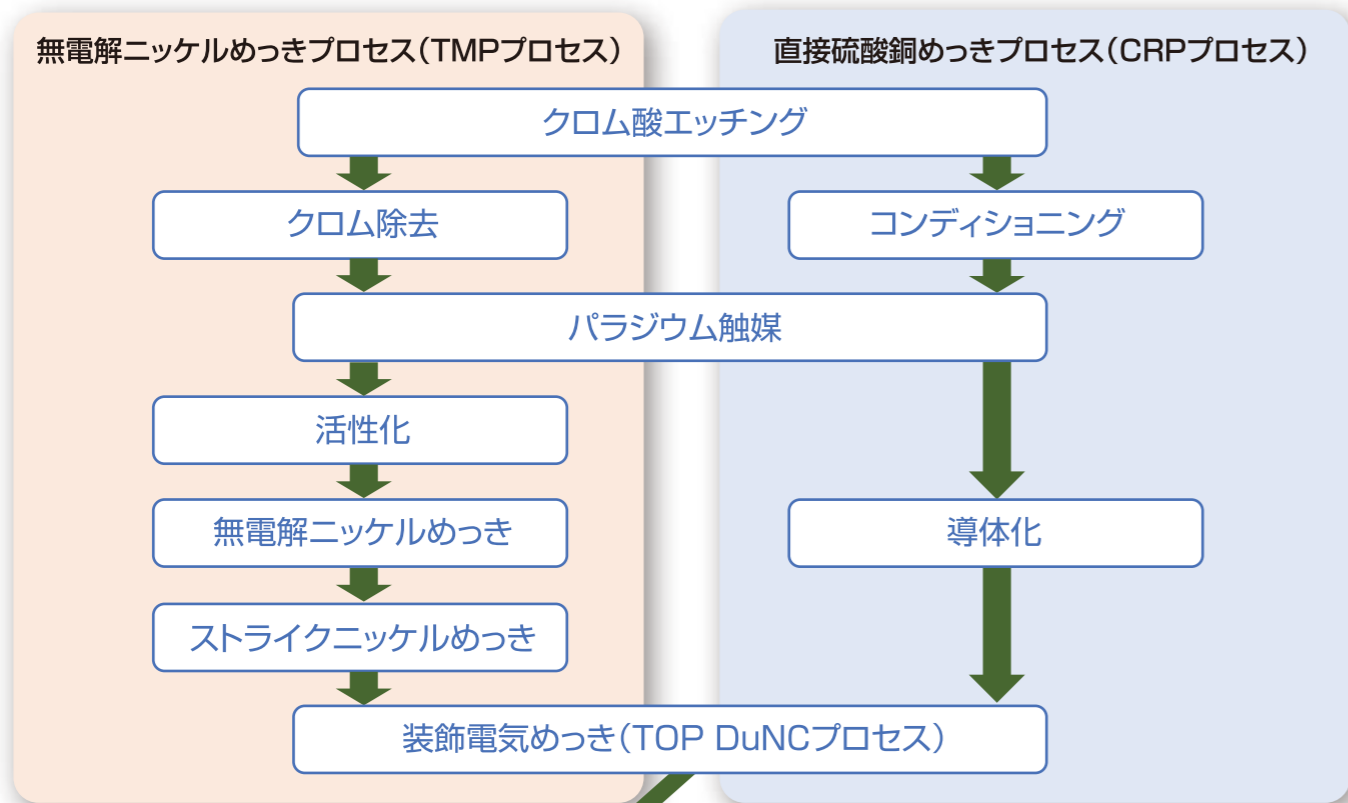 無電解ニッケルめっきプロセス（TMPプロセス）
直接硫酸銅めっきプロセス（CRPプロセス）
クロム酸エッチング
クロム除去
コンディショニング
パラジウム触媒
活性化
無電解ニッケルめっき
導体化
ストライクニッケルめっき
装飾電気めっき（TOP DuNCプロセス）